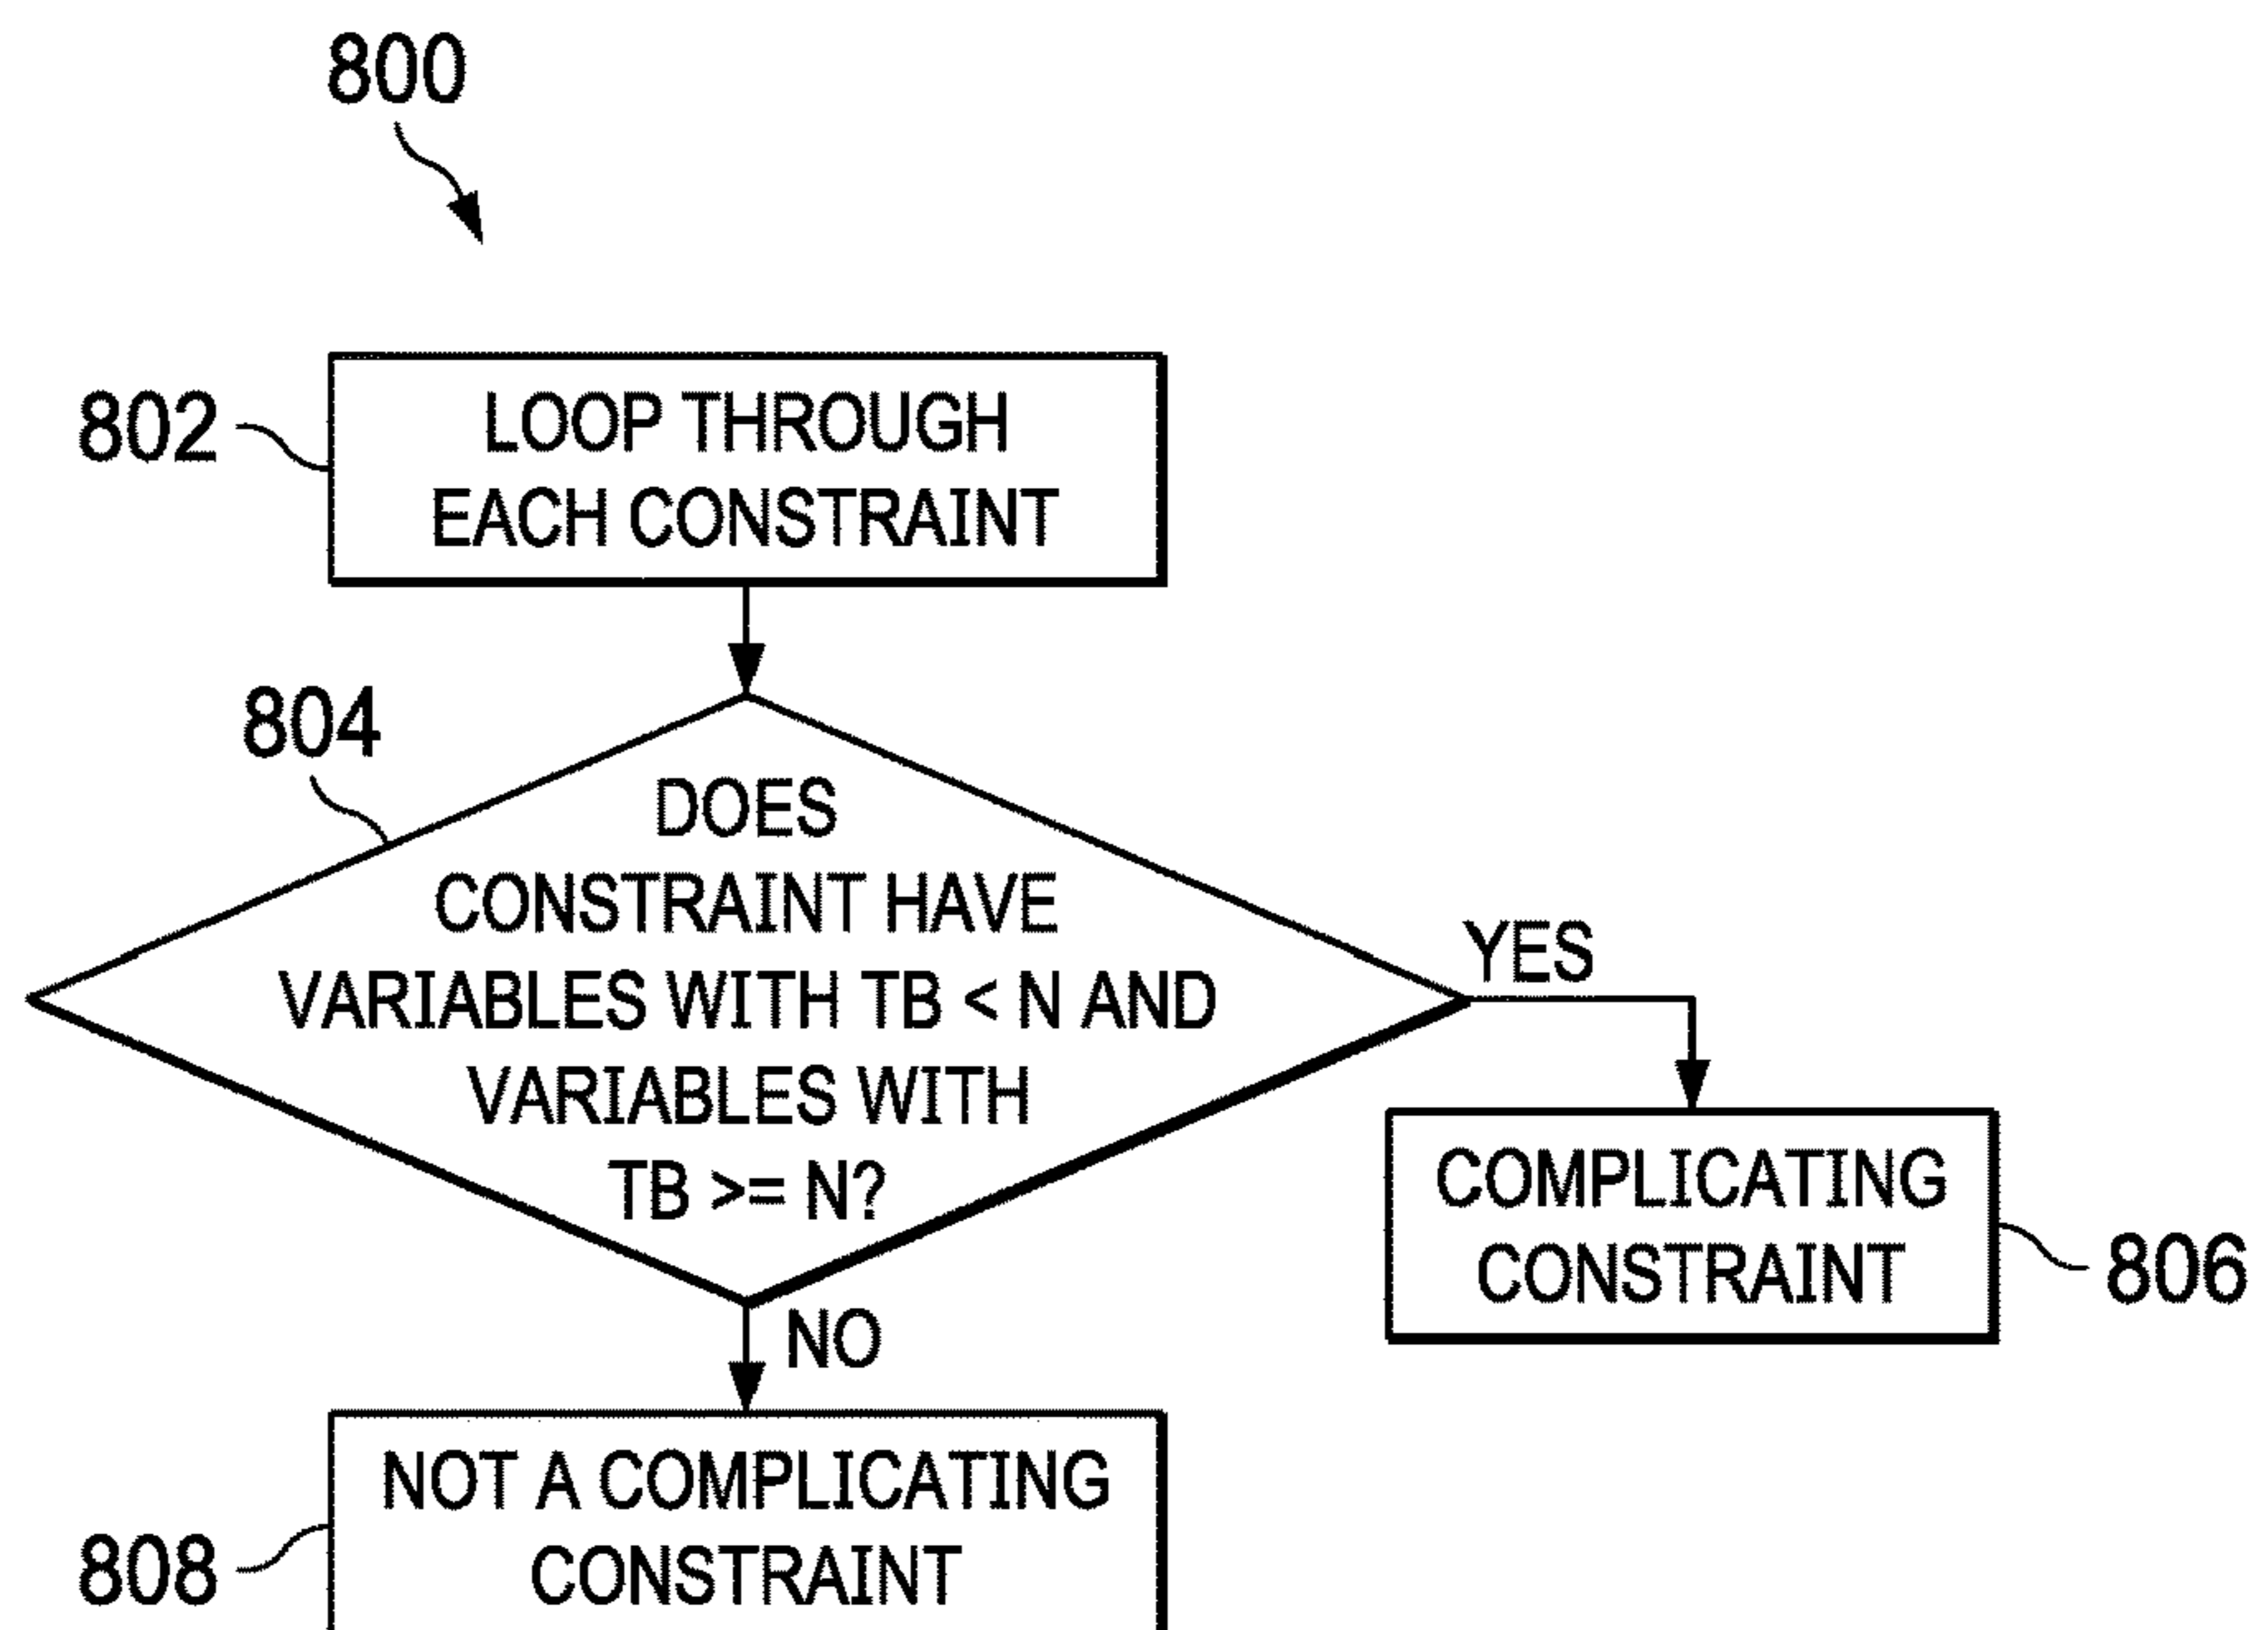 800
802
LOOP THROUGH
EACH CONSTRAINT
804
DOES
CONSTRAINT HAVE
VARIABLES WITH TB < N AND
VARIABLES WITH
TB >= N?
YES
COMPLICATING
CONSTRAINT
806
NO
NOT A COMPLICATING
CONSTRAINT
808